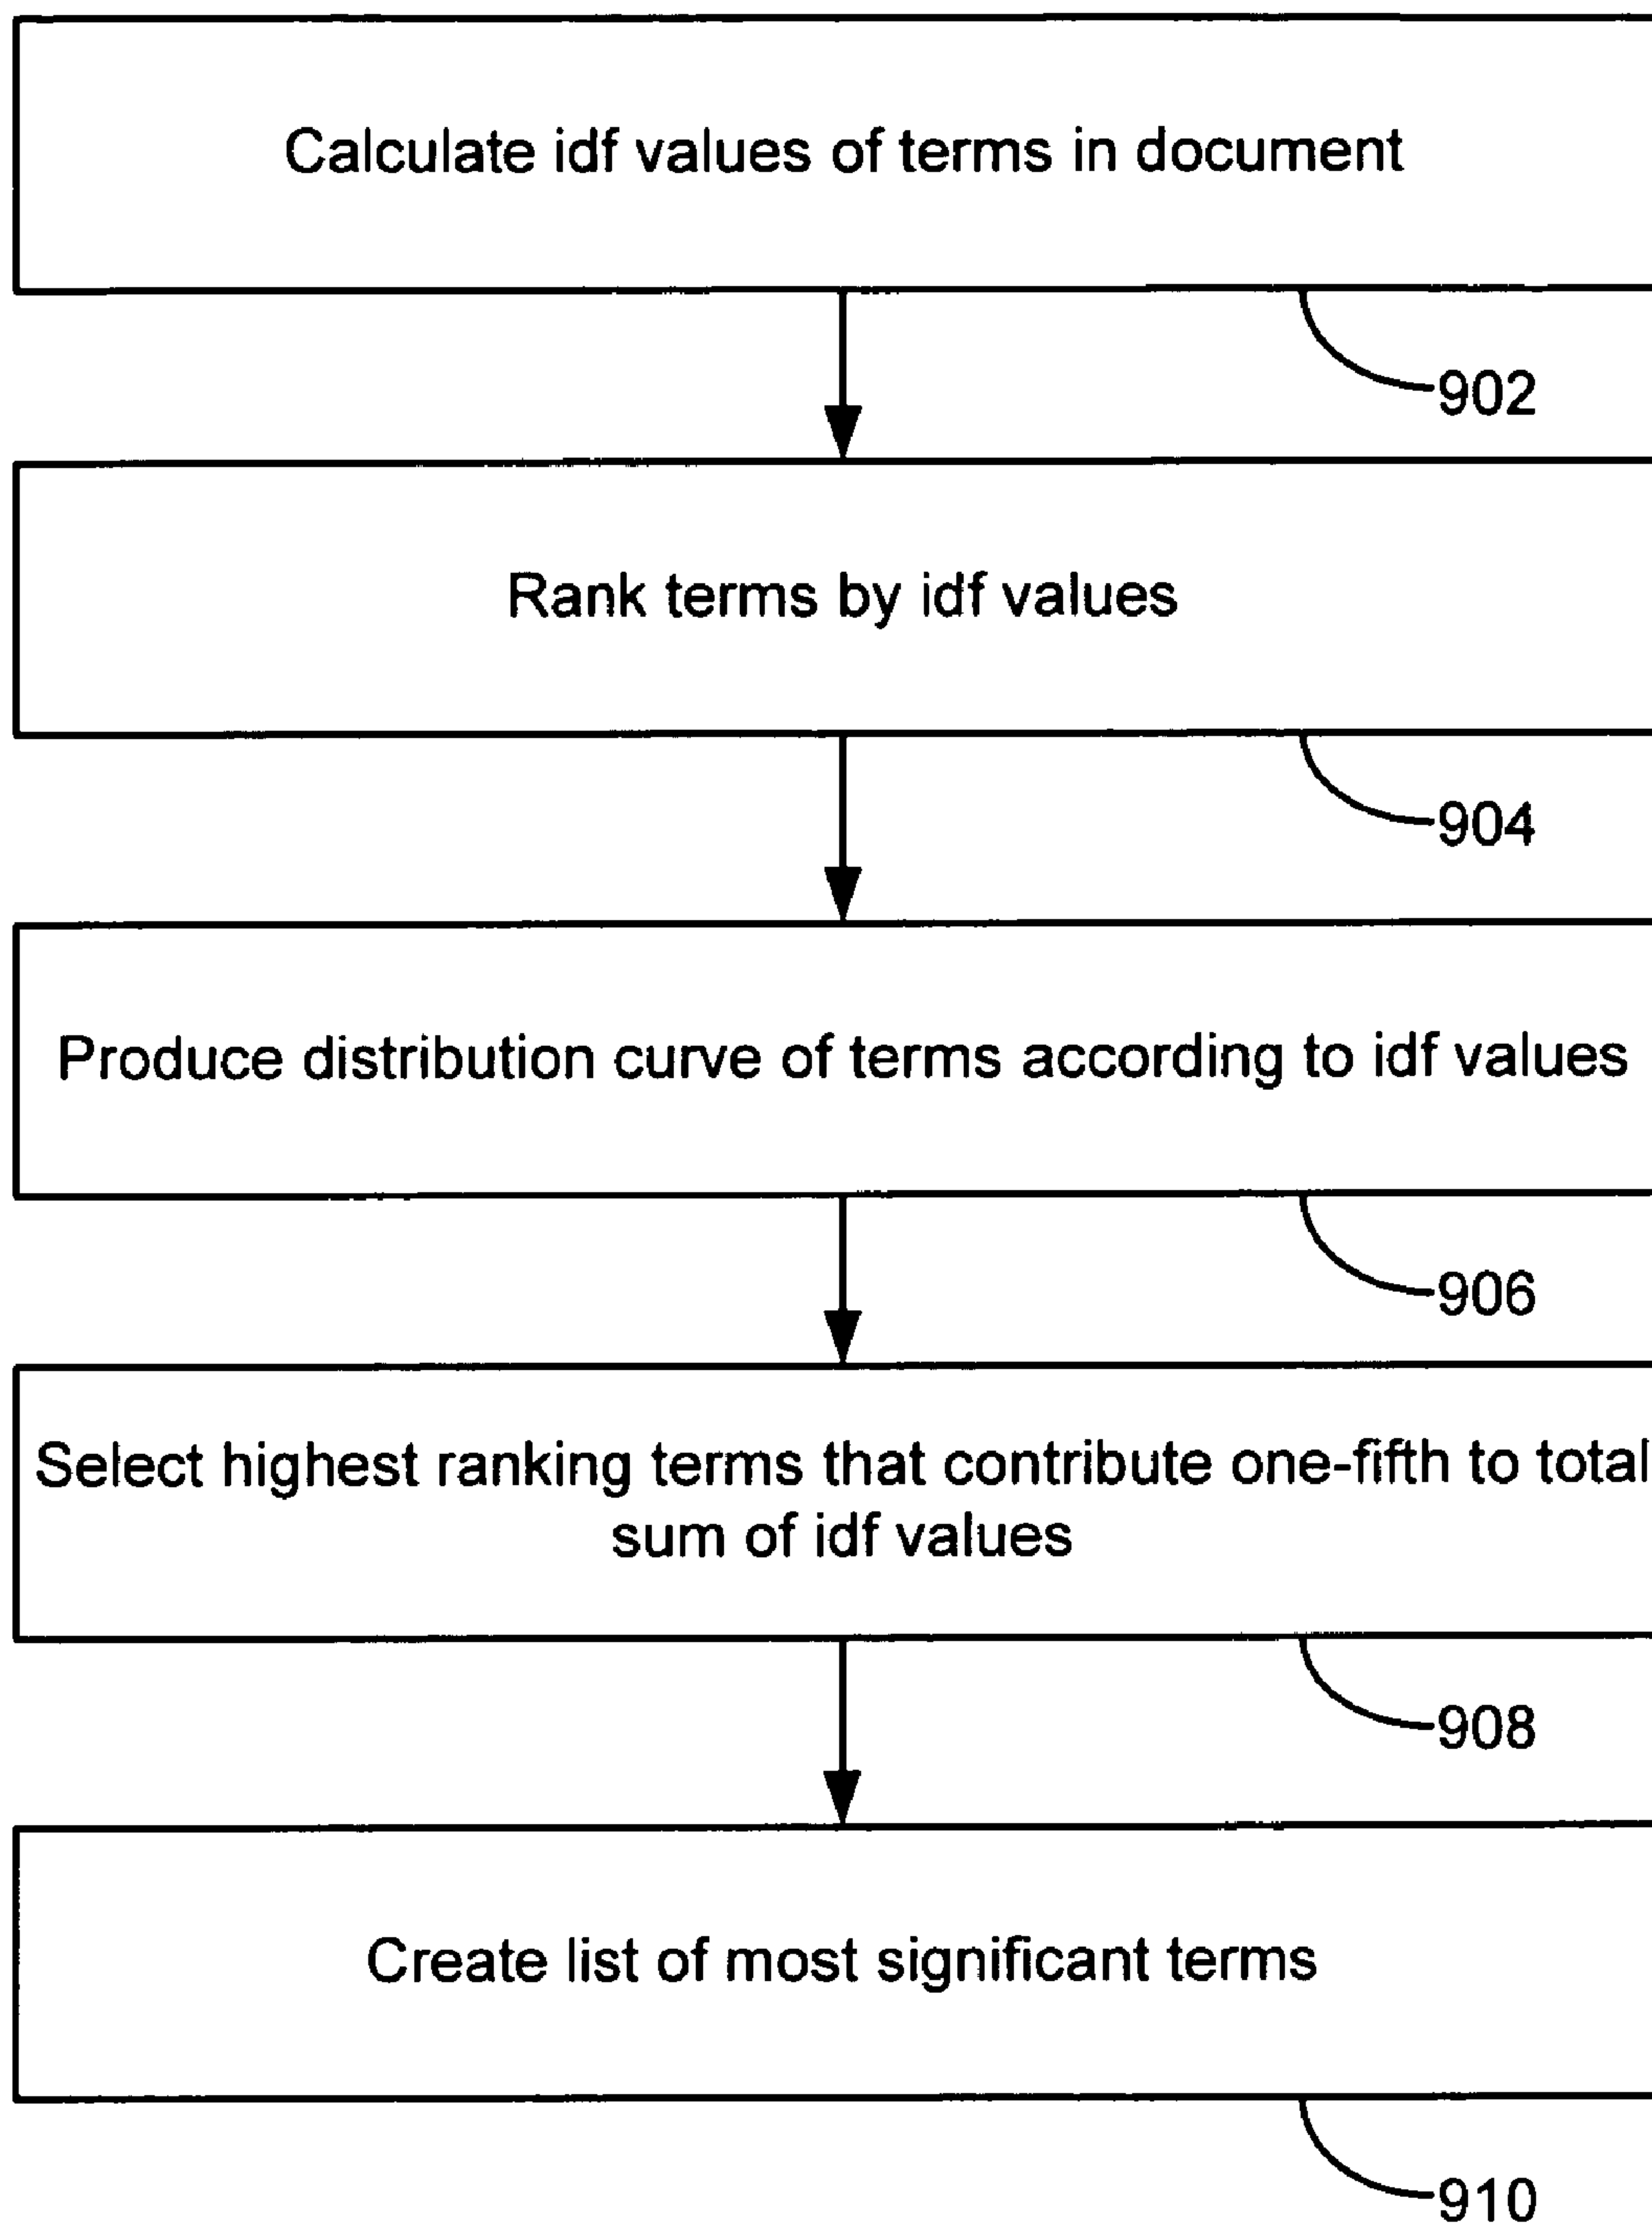 Calculate idf values of terms in document
902
Rank terms by idf values
904
Produce distribution curve of terms according to idf values
906
Select highest ranking terms that contribute one-fifth to total
sum of idf values
908
Create list of most significant terms
910